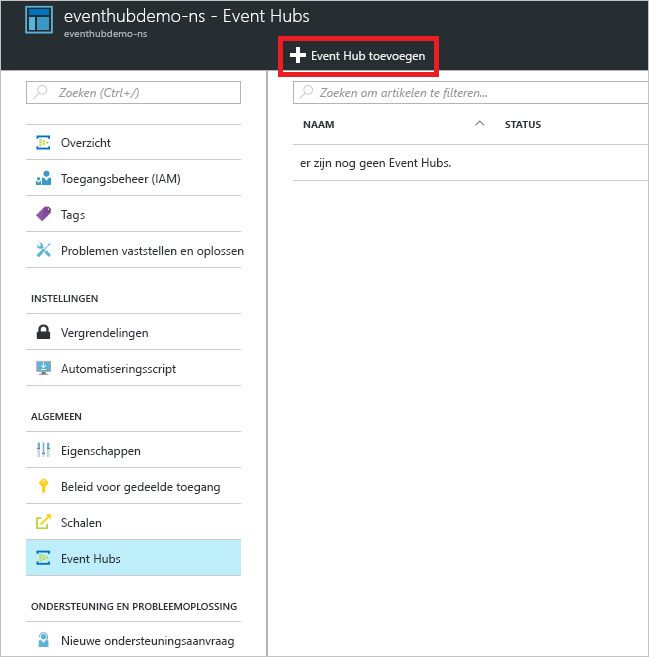 eventhubdemo-ns - Event Hubs
eventhubdemo-ns
Event Hub toevoegen
Zoeken (Ctrl+/)
Overzicht
Toegangsbeheer (IAM)
Tags
Problemen vaststellen en oplossen
INSTELLINGEN
Vergrendelingen
Automatiseringsscript
ALGEMEEN
Eigenschappen
Beleid voor gedeelde toegang
Schalen
Event Hubs
ONDERSTEUNING EN PROBLEEMOPLOSSING
Nieuwe ondersteuningsaanvraag
Zoeken om artikelen te filteren...
NAAM STATUS
er zijn nog geen Event Hubs.